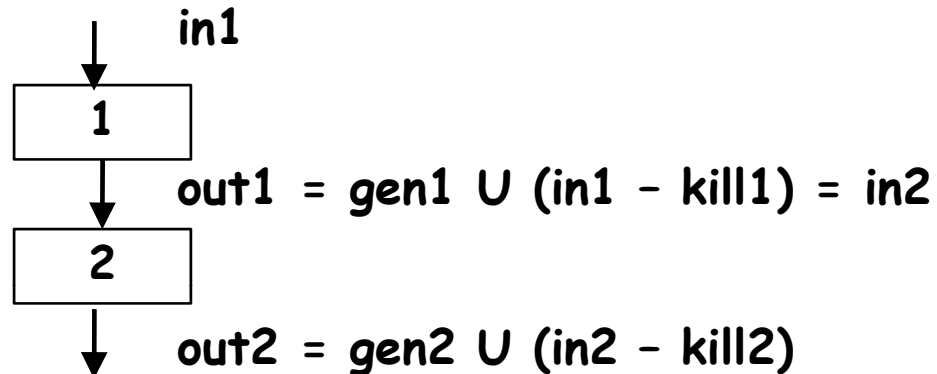 in1
1
out1 = gen1 U (in1 - kill1) = in2
2
out2 = gen2 U (in2 - kill2)